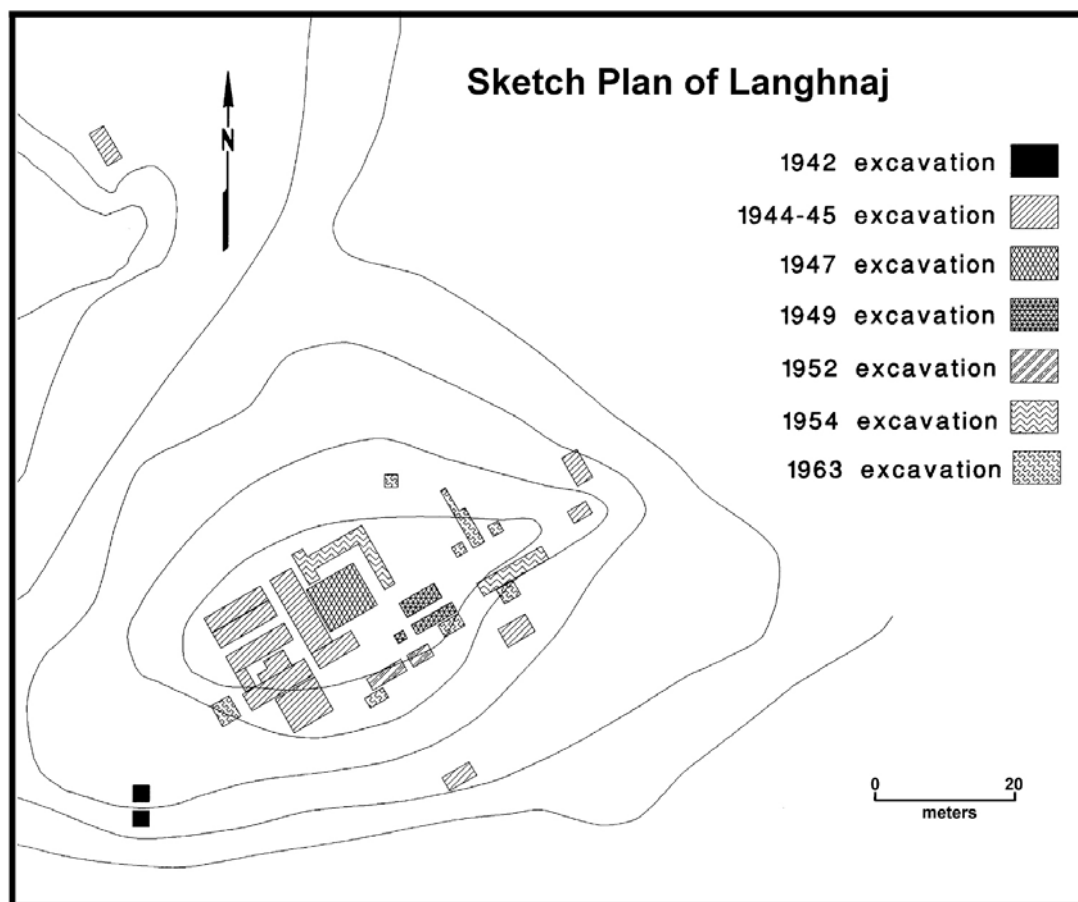 Sketch Plan of Langhnaj
N
1942 excavation
1944-45 excavation
1947 excavation
1949 excavation
1952 excavation
1954 excavation
1963 excavation
0 20
meters